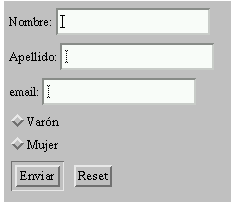 Nombre:
Apellido:
email:
Varón
Mujer
Enviar Reset